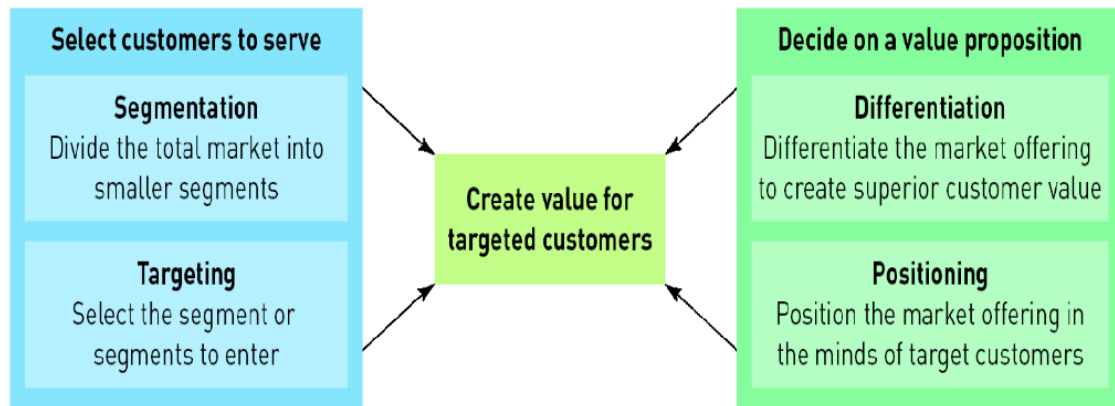 Select customers to serve
Segmentation
Divide the total market into
smaller segments
Targeting
Select the segment or
segments to enter
Create value for
targeted customers
Decide on a value proposition
Differentiation
Differentiate the market offering
to create superior customer value
Positioning
Position the market offering in
the minds of target customers